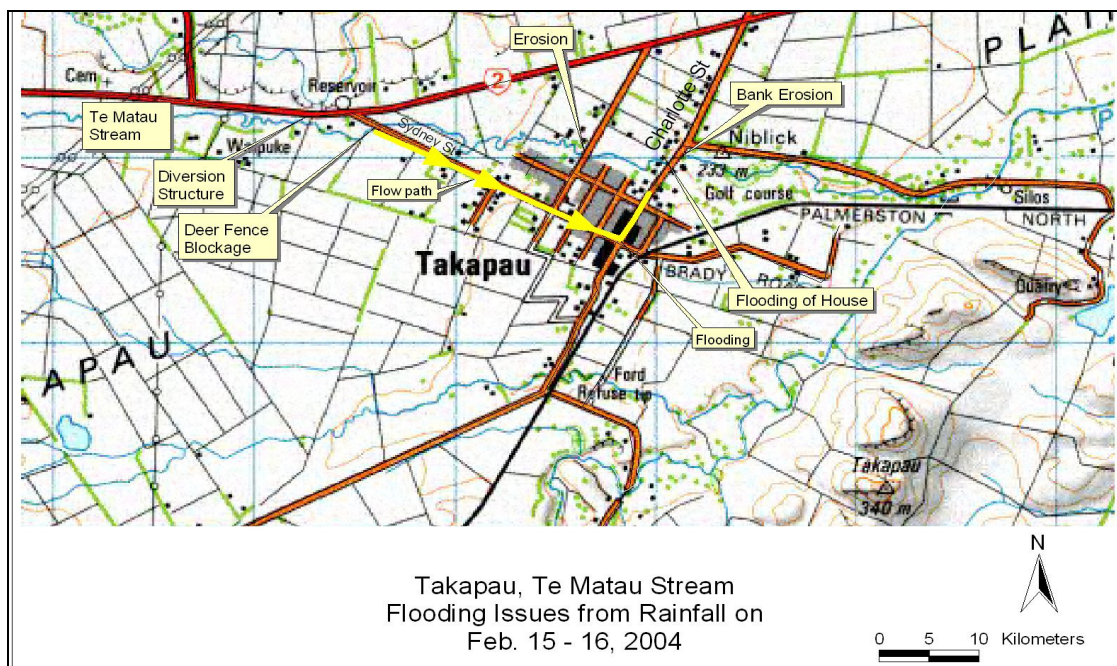 PLAI
Erosion
Charlotte St
2
Cem
Reservoir
Bank Erosion
Te Matau
Stream
Sydney St
Niblick
Waipuke
233 m
Diversion
Structure
Flow path
Golf course
Silos
PALMERSTON
NORTH
Deer Fence
Blockage
Takapau
BRADY
ROAD
Quarry
Flooding of House
Flooding
APAU
Ford
Refuse tip
Takapau
340 m
N
Takapau, Te Matau Stream
Flooding Issues from Rainfall on
Feb. 15 - 16, 2004
0 5 10 Kilometers